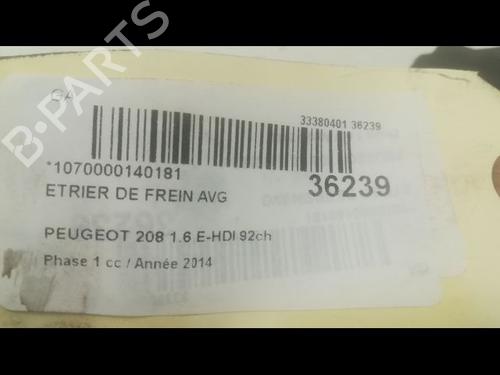 GA
33380401 36239
*1070000140181
36239
ETRIER DE FREIN AVG
PEUGEOT 208 1.6 E-HDI 92ch
Phase 1 cc / Année 2014
B-PARTS